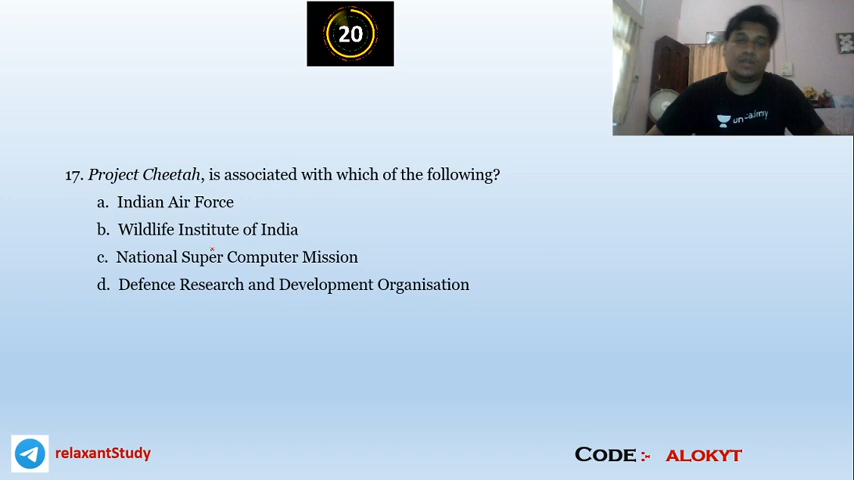 20
unacademy
17. Project Cheetah, is associated with which of the following?
a. Indian Air Force
b. Wildlife Institute of India
c. National Super Computer Mission
d. Defence Research and Development Organisation
relaxantStudy
CODE :- ALOKYT